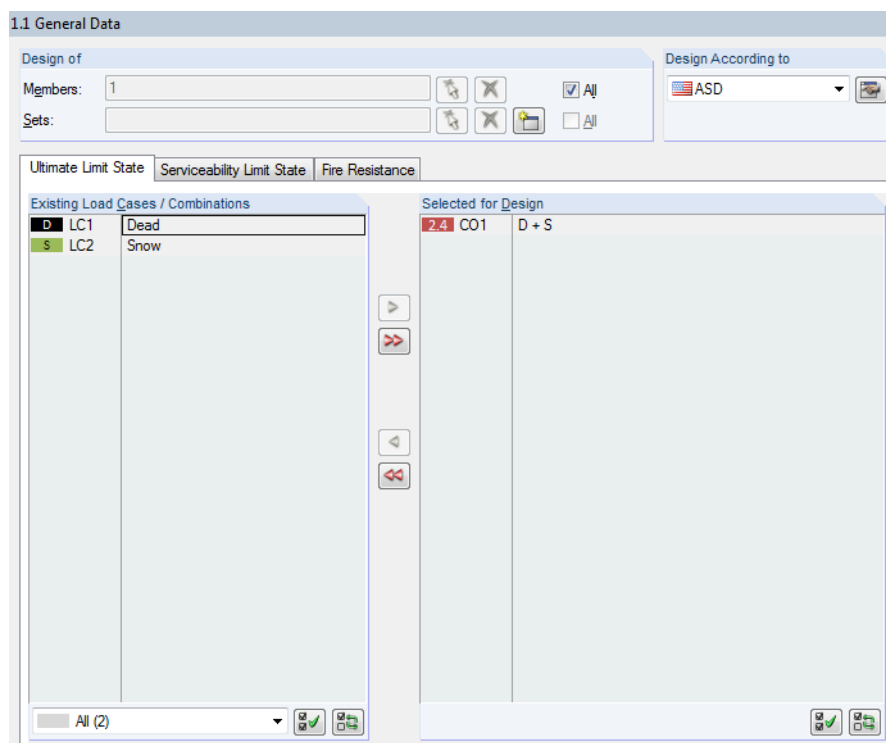 1.1 General Data
Design of
Design According to
Members: 1 All
ASD
Sets: All
Ultimate Limit State Serviceability Limit State Fire Resistance
Existing Load Cases / Combinations
Selected for Design
D LC1 Dead
2.4 CO1 D + S
S LC2 Snow
All (2)